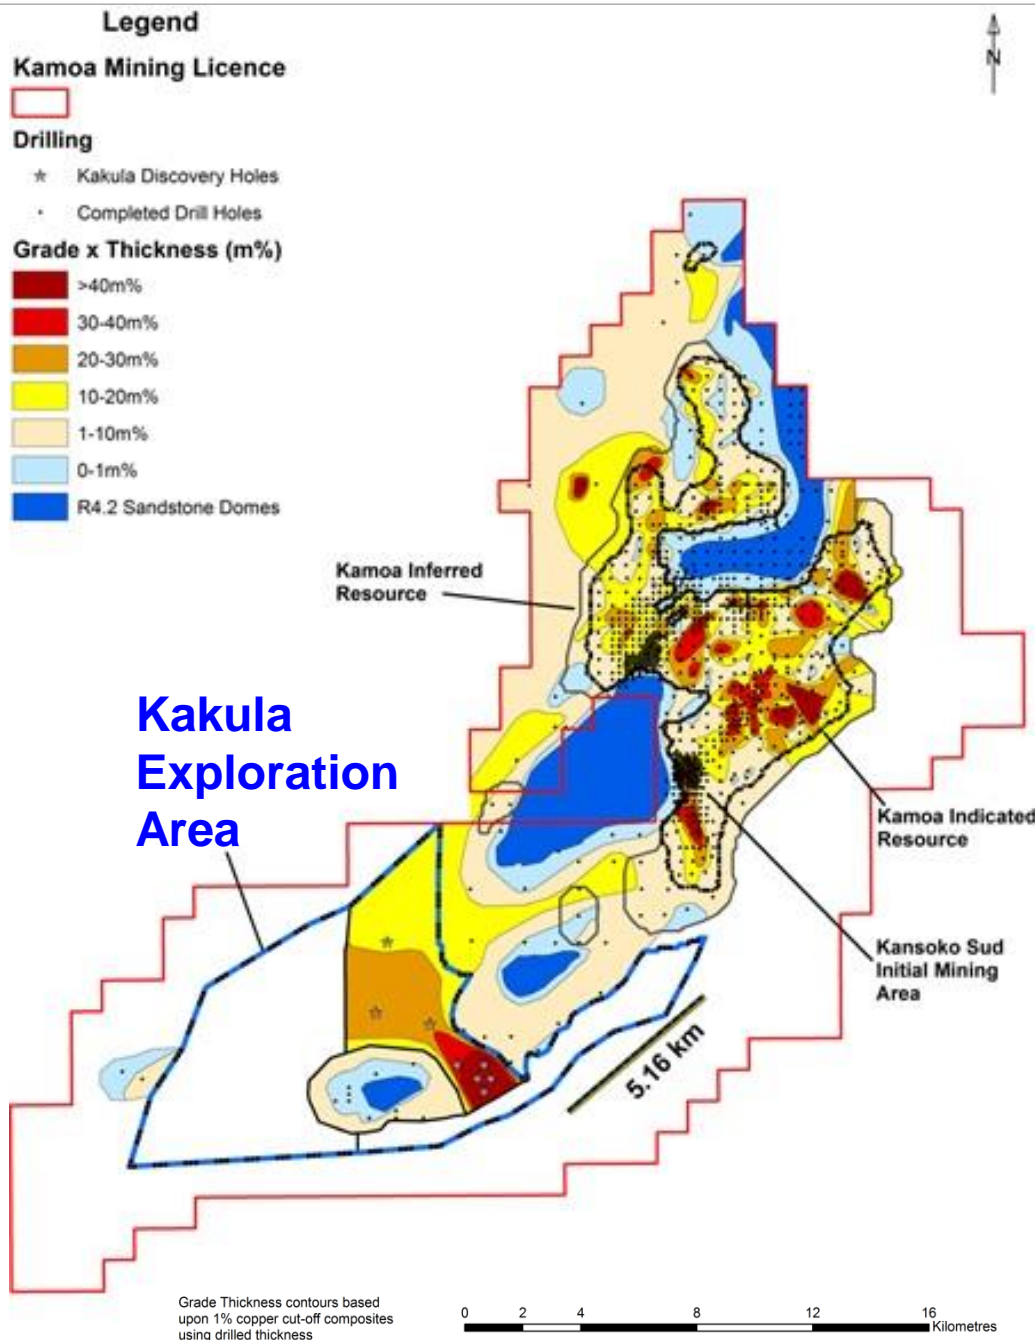 Legend
Kamoa Mining Licence
Drilling
Kakula Discovery Holes
Completed Drill Holes
Grade x Thickness (m%)
>40m%
30-40m%
20-30m%
10-20m%
1-10m%
0-1m%
R4.2 Sandstone Domes
N
Kamoa Inferred
Resource
Kakula
Exploration
Area
Kamoa Indicated
Resource
Kansoko Sud
Initial Mining
Area
5.16 km
Grade Thickness contours based
upon 1% copper cut-off composites
using drilled thickness
0 2 4 8 12 16
Kilometres